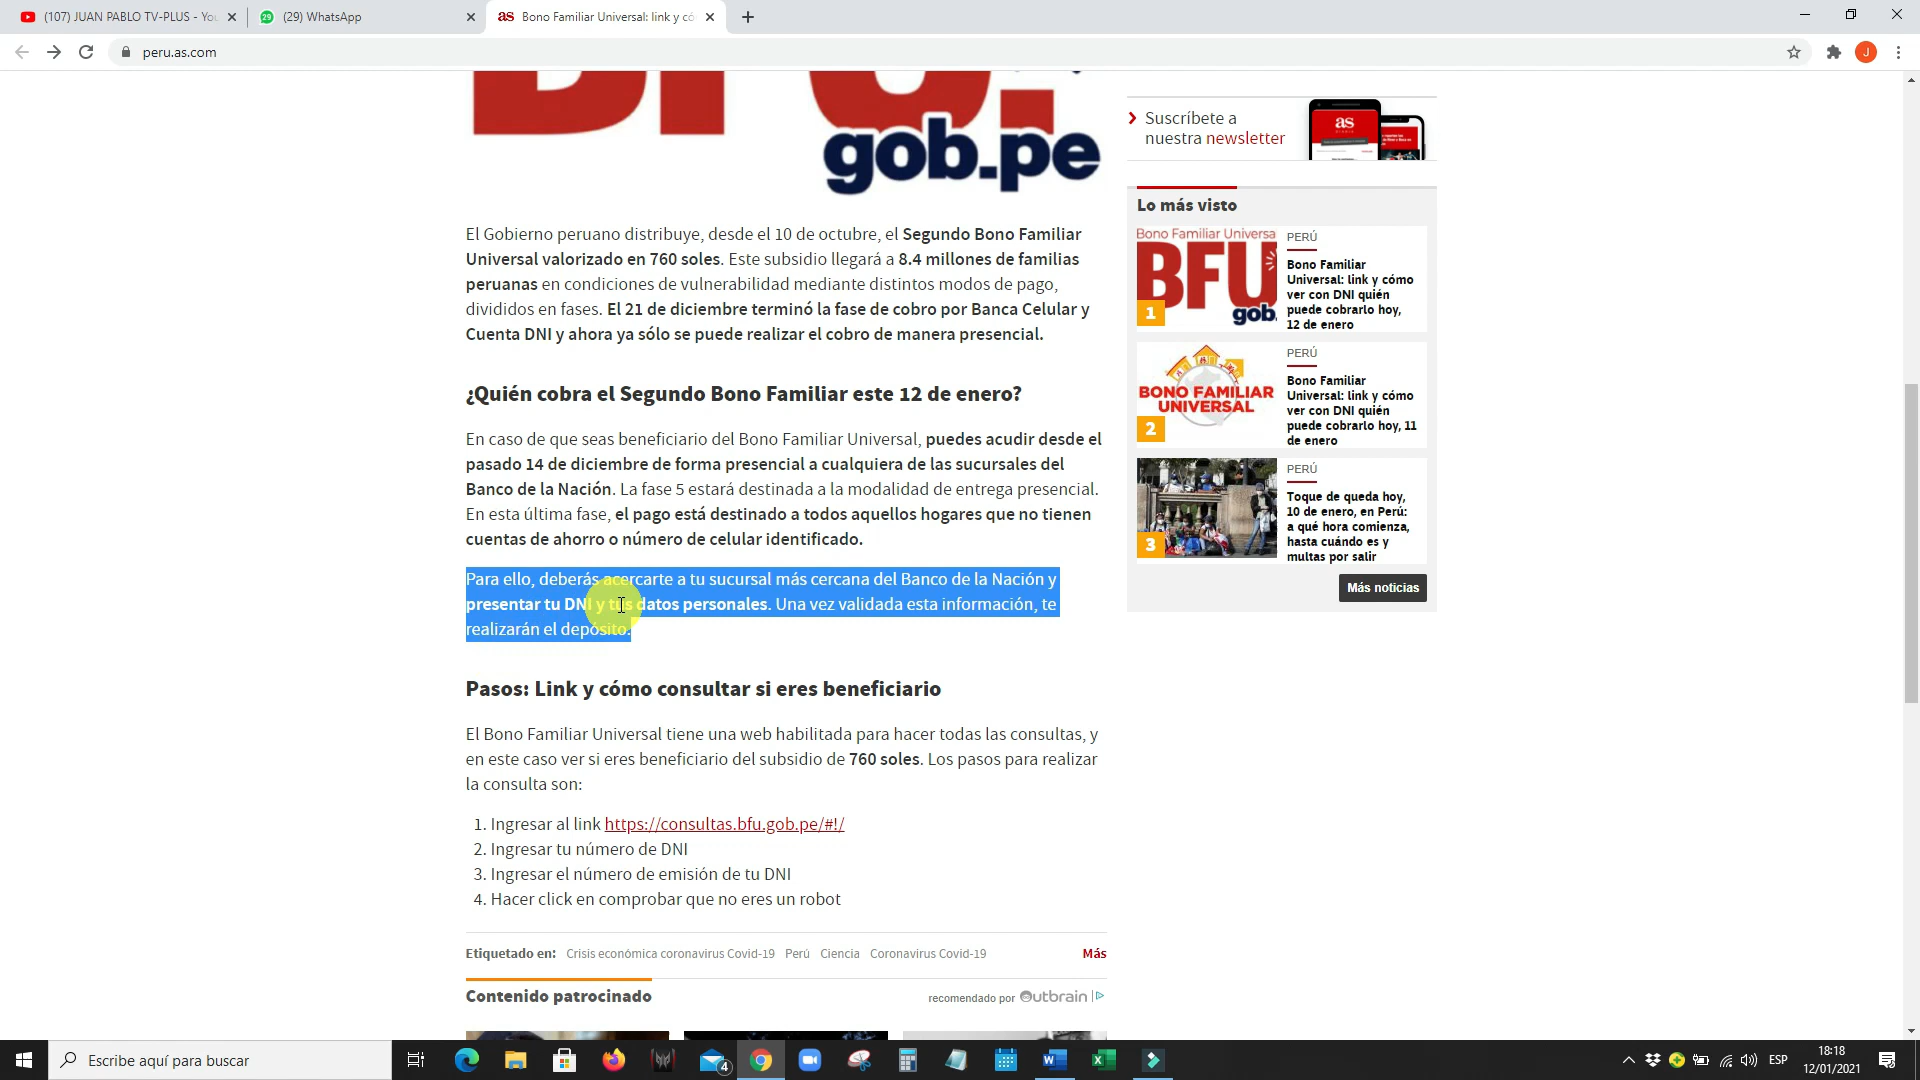 (107) JUAN PABLO TV-PLUS - You
(29) WhatsApp
as Bono Familiar Universal: link y có
peru.as.com
J
BFU.
gob.pe
El Gobierno peruano distribuye, desde el 10 de octubre, el Segundo Bono Familiar
Universal valorizado en 760 soles. Este subsidio llegará a 8.4 millones de familias
peruanas en condiciones de vulnerabilidad mediante distintos modos de pago,
divididos en fases. El 21 de diciembre terminó la fase de cobro por Banca Celular y
Cuenta DNI y ahora ya sólo se puede realizar el cobro de manera presencial.
¿Quién cobra el Segundo Bono Familiar este 12 de enero?
En caso de que seas beneficiario del Bono Familiar Universal, puedes acudir desde el
pasado 14 de diciembre de forma presencial a cualquiera de las sucursales del
Banco de la Nación. La fase 5 estará destinada a la modalidad de entrega presencial.
En esta última fase, el pago está destinado a todos aquellos hogares que no tienen
cuentas de ahorro o número de celular identificado.
Para ello, deberás acercarte a tu sucursal más cercana del Banco de la Nación y
presentar tu DNI y tus datos personales. Una vez validada esta información, te
realizarán el depósito.
Pasos: Link y cómo consultar si eres beneficiario
El Bono Familiar Universal tiene una web habilitada para hacer todas las consultas, y
en este caso ver si eres beneficiario del subsidio de 760 soles. Los pasos para realizar
la consulta son:
1. Ingresar al link https://consultas.bfu.gob.pe/#!/
2. Ingresar tu número de DNI
3. Ingresar el número de emisión de tu DNI
4. Hacer click en comprobar que no eres un robot
Etiquetado en: Crisis económica coronavirus Covid-19 Perú Ciencia Coronavirus Covid-19 Más
Contenido patrocinado
recomendado por Outbrain
Suscríbete a
nuestra newsletter
as
Lo más visto
Bono Familiar Universa
BFU
gob.
1
PERÚ
Bono Familiar
Universal: link y cómo
ver con DNI quién
puede cobrarlo hoy,
12 de enero
BONO FAMILIAR
UNIVERSAL
2
PERÚ
Bono Familiar
Universal: link y cómo
ver con DNI quién
puede cobrarlo hoy, 11
de enero
3
PERÚ
Toque de queda hoy,
10 de enero, en Perú:
a qué hora comienza,
hasta cuándo es y
multas por salir
Más noticias
Escribe aquí para buscar
4
ESP
18:18
12/01/2021